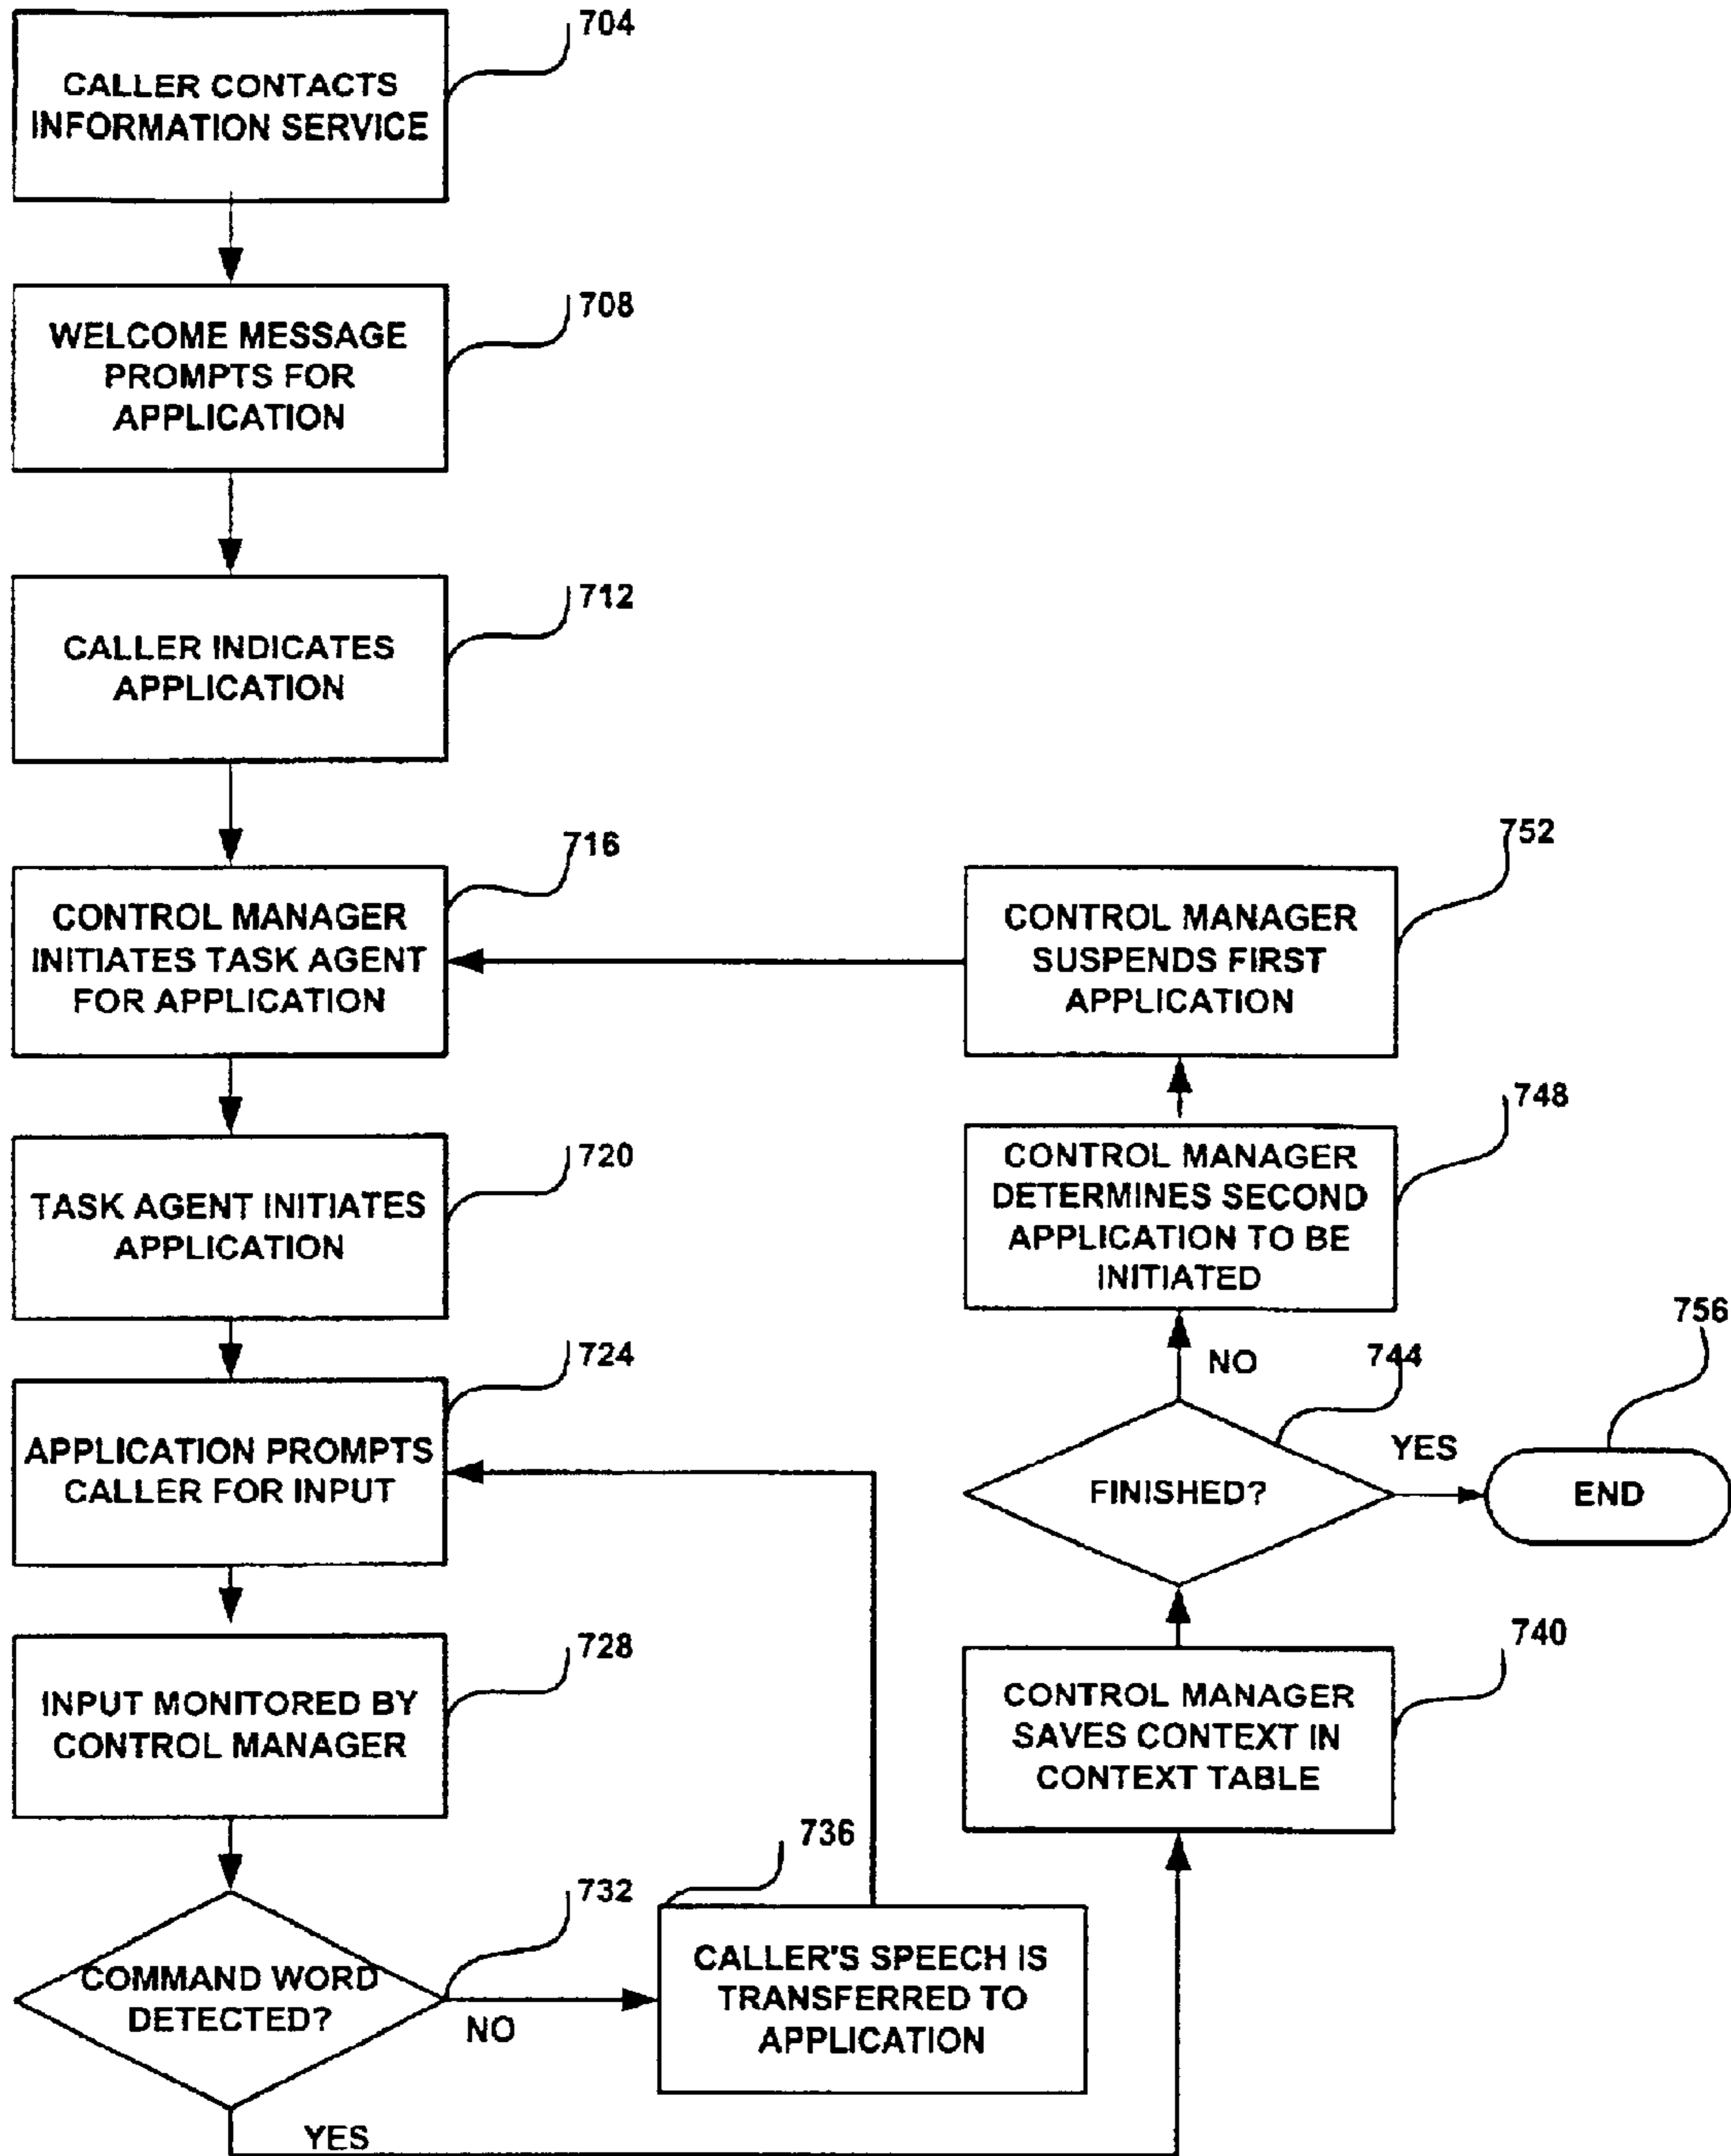 704
CALLER CONTACTS
INFORMATION SERVICE
708
WELCOME MESSAGE
PROMPTS FOR
APPLICATION
712
CALLER INDICATES
APPLICATION
716
CONTROL MANAGER
INITIATES TASK AGENT
FOR APPLICATION
720
TASK AGENT INITIATES
APPLICATION
724
APPLICATION PROMPTS
CALLER FOR INPUT
728
INPUT MONITORED BY
CONTROL MANAGER
732
COMMAND WORD
DETECTED?
NO
YES
736
CALLER'S SPEECH IS
TRANSFERRED TO
APPLICATION
740
CONTROL MANAGER
SAVES CONTEXT IN
CONTEXT TABLE
744
FINISHED?
NO
YES
748
CONTROL MANAGER
DETERMINES SECOND
APPLICATION TO BE
INITIATED
752
CONTROL MANAGER
SUSPENDS FIRST
APPLICATION
756
END